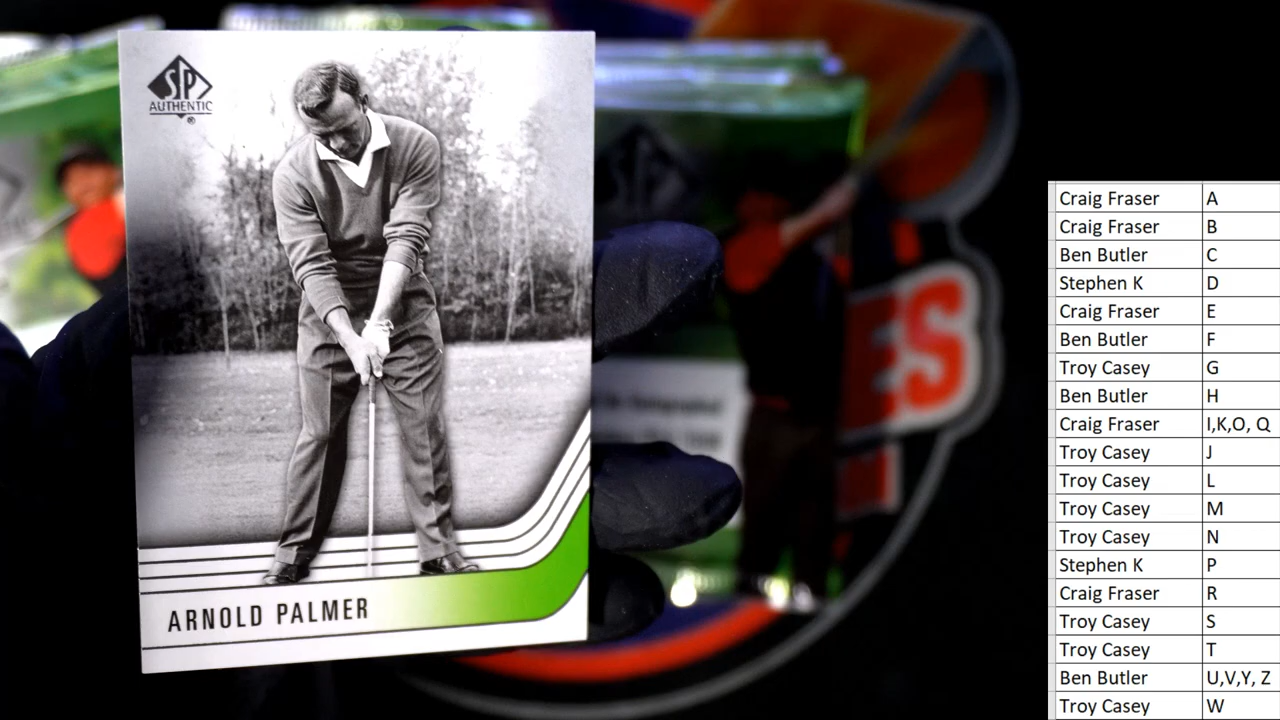 SP
AUTHENTIC
®
ARNOLD PALMER
ES
Craig Fraser A
Craig Fraser B
Ben Butler C
Stephen K D
Craig Fraser E
Ben Butler F
Troy Casey G
Ben Butler H
Craig Fraser I,K,O, Q
Troy Casey J
Troy Casey L
Troy Casey M
Troy Casey N
Stephen K P
Craig Fraser R
Troy Casey S
Troy Casey T
Ben Butler U,V,Y, Z
Troy Casey W